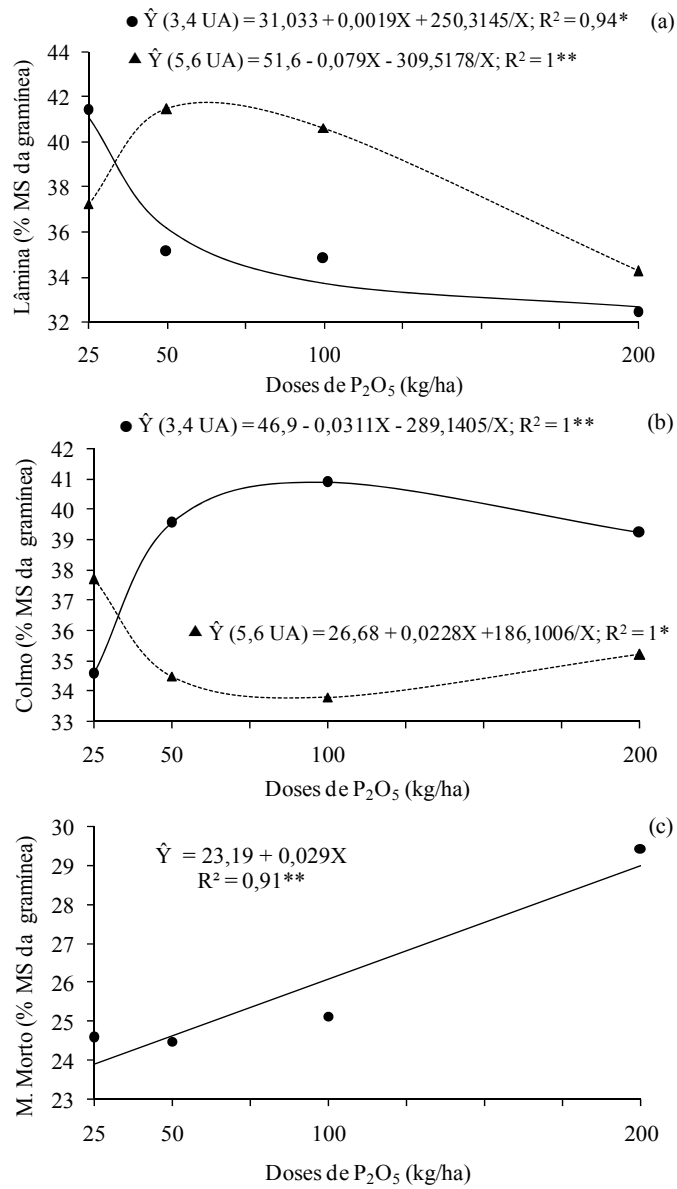 ● Ŷ (3,4 UA) = 31,033 + 0,0019X + 250,3145/X; R² = 0,94* (a)
▲ Ŷ (5,6 UA) = 51,6 - 0,079X - 309,5178/X; R² = 1**
44
42
40
38
36
34
32
Lâmina (% MS da gramínea)
25 50 100 200
Doses de P₂O₅ (kg/ha)
● Ŷ (3,4 UA) = 46,9 - 0,0311X - 289,1405/X; R² = 1** (b)
42
41
40
39
38
37
36
35
34
33
Colmo (% MS da gramínea)
▲ Ŷ (5,6 UA) = 26,68 + 0,0228X +186,1006/X; R² = 1*
25 50 100 200
Doses de P₂O₅ (kg/ha)
(c)
Ŷ = 23,19 + 0,029X
R² = 0,91**
30
29
28
27
26
25
24
23
M. Morto (% MS da gramínea)
25 50 100 200
Doses de P₂O₅ (kg/ha)